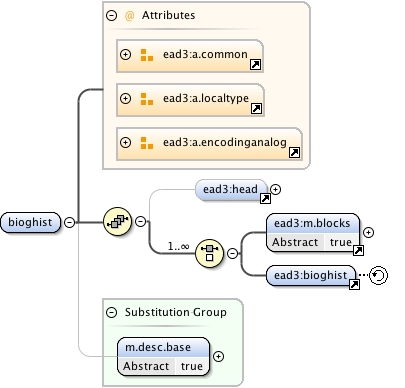 @ Attributes
ead3:a.common
ead3:a.localtype
ead3:a.encodinganalog
bioghist
ead3:head
1..∞
ead3:m.blocks
Abstract true
ead3:bioghist
Substitution Group
m.desc.base
Abstract true